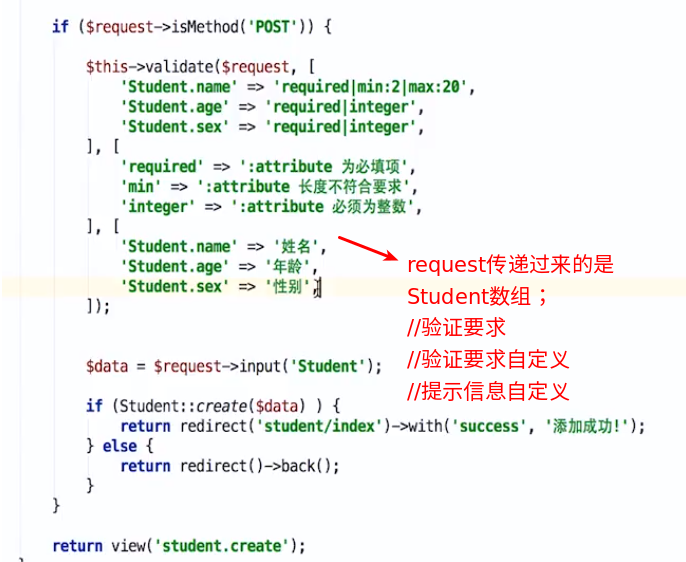 if ($request->isMethod('POST')) {
$this->validate($request, [
'Student.name' => 'required|min:2|max:20',
'Student.age' => 'required|integer',
'Student.sex' => 'required|integer',
], [
'required' => ':attribute 为必填项',
'min' => ':attribute 长度不符合要求',
'integer' => ':attribute 必须为整数',
], [
'Student.name' => '姓名',
'Student.age' => '年龄',
'Student.sex' => '性别',
]);
request传递过来的是
Student数组；
//验证要求
//验证要求自定义
//提示信息自定义
$data = $request->input('Student');
if (Student::create($data) ) {
return redirect('student/index')->with('success', '添加成功!');
} else {
return redirect()->back();
}
}
return view('student.create');